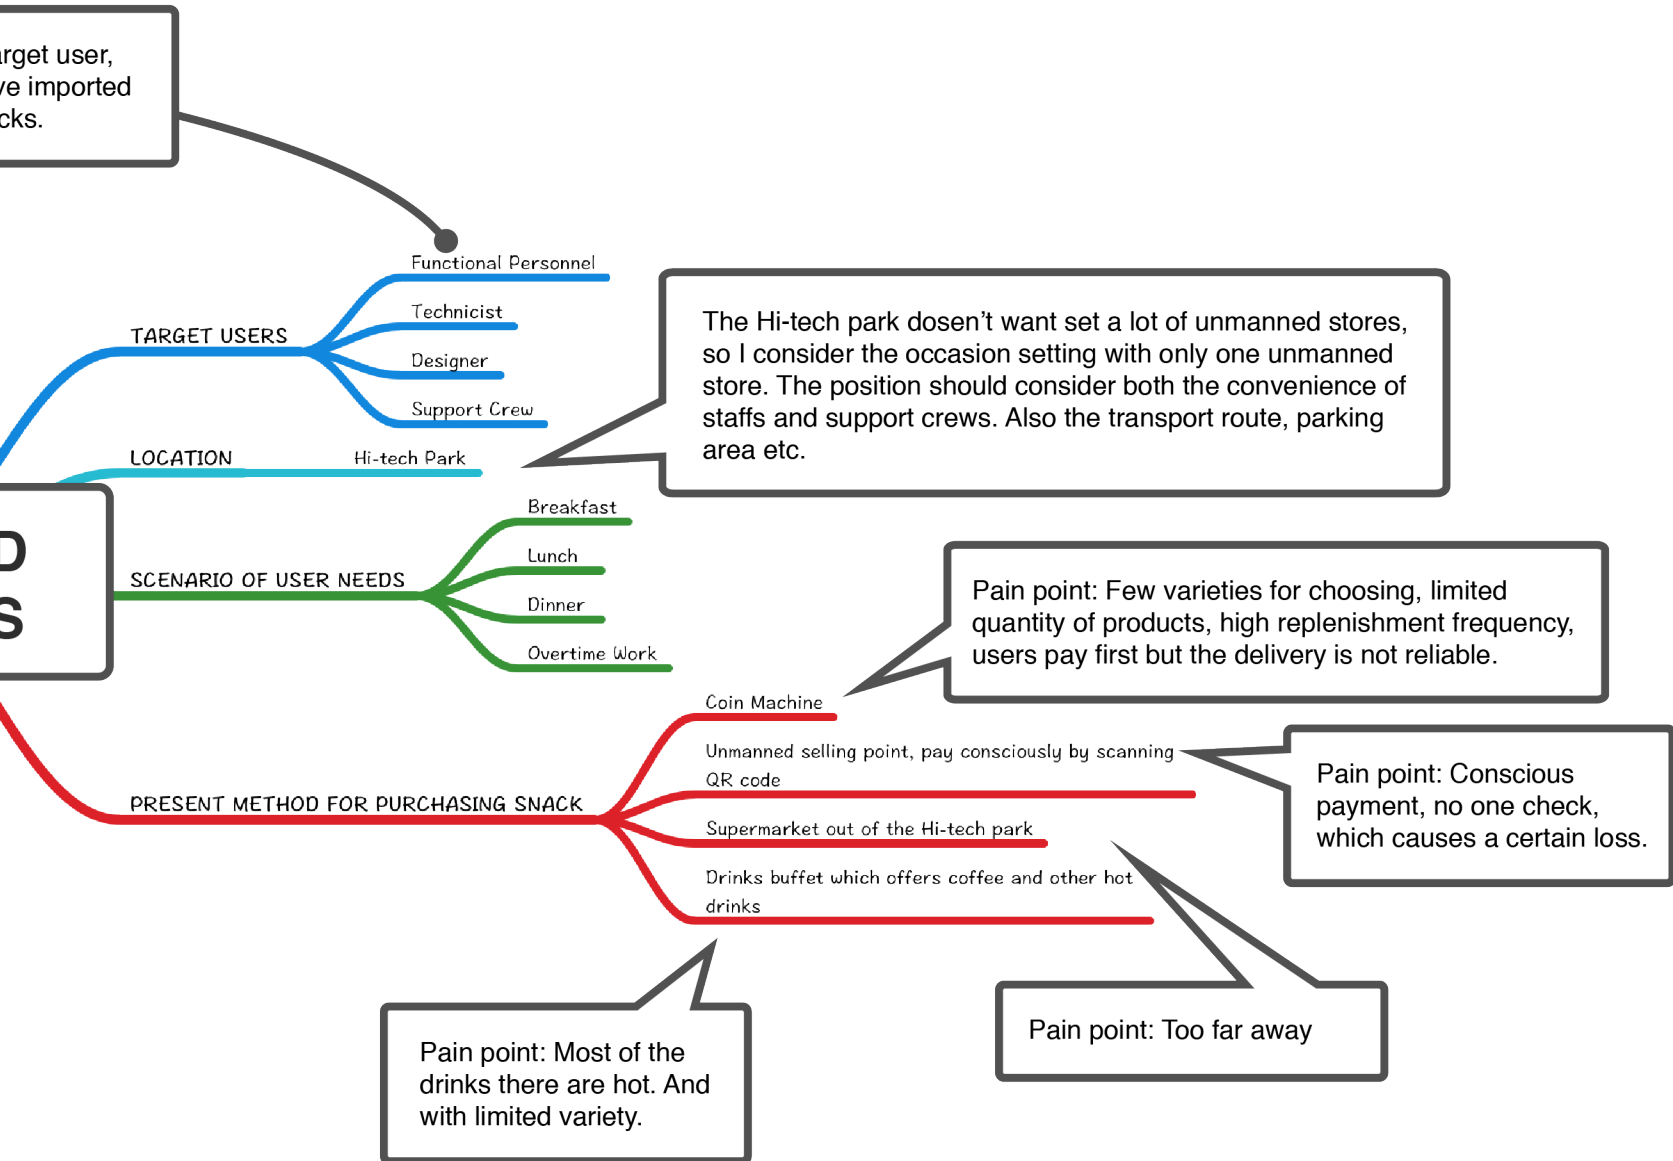 target user,
imported
TARGET USERS
Functional Personnel
Technicist
Designer
Support Crew
LOCATION
Hi-tech Park
The Hi-tech park dosen’t want set a lot of unmanned stores,
so I consider the occasion setting with only one unmanned
store. The position should consider both the convenience of
staffs and support crews. Also the transport route, parking
area etc.
D
S
SCENARIO OF USER NEEDS
Breakfast
Lunch
Dinner
Overtime Work
Pain point: Few varieties for choosing, limited
quantity of products, high replenishment frequency,
users pay first but the delivery is not reliable.
PRESENT METHOD FOR PURCHASING SNACK
Coin Machine
Unmanned selling point, pay consciously by scanning
QR code
Supermarket out of the Hi-tech park
Drinks buffet which offers coffee and other hot
drinks
Pain point: Conscious
payment, no one check,
which causes a certain loss.
Pain point: Too far away
Pain point: Most of the
drinks there are hot. And
with limited variety.